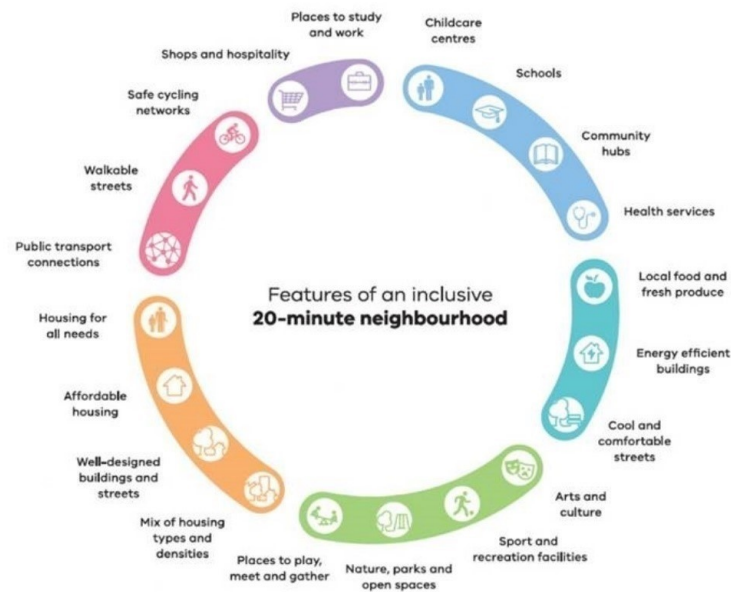 Features of an inclusive
20-minute neighbourhood
Childcare
centres
Schools
Community
hubs
Health services
Local food and
fresh produce
Energy efficient
buildings
Cool and
comfortable
streets
Arts and
culture
Sport and
recreation facilities
Nature, parks and
open spaces
Places to play,
meet and gather
Mix of housing
types and
densities
Well-designed
buildings and
streets
Affordable
housing
Housing for
all needs
Public transport
connections
Walkable
streets
Safe cycling
networks
Shops and hospitality
Places to study
and work